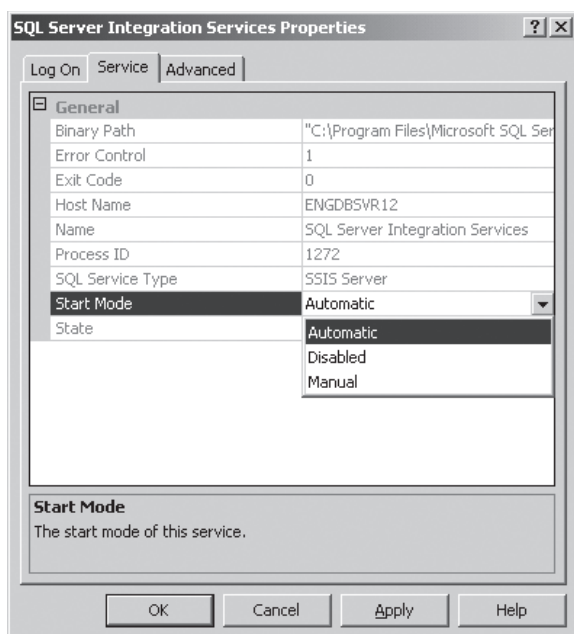 SQL Server Integration Services Properties
Log On Service Advanced
General
Binary Path "C:\Program Files\Microsoft SQL Ser
Error Control 1
Exit Code 0
Host Name ENGDBSVR12
Name SQL Server Integration Services
Process ID 1272
SQL Service Type SSIS Server
Start Mode Automatic
State Automatic
Disabled
Manual
Start Mode
The start mode of this service.
OK Cancel Apply Help